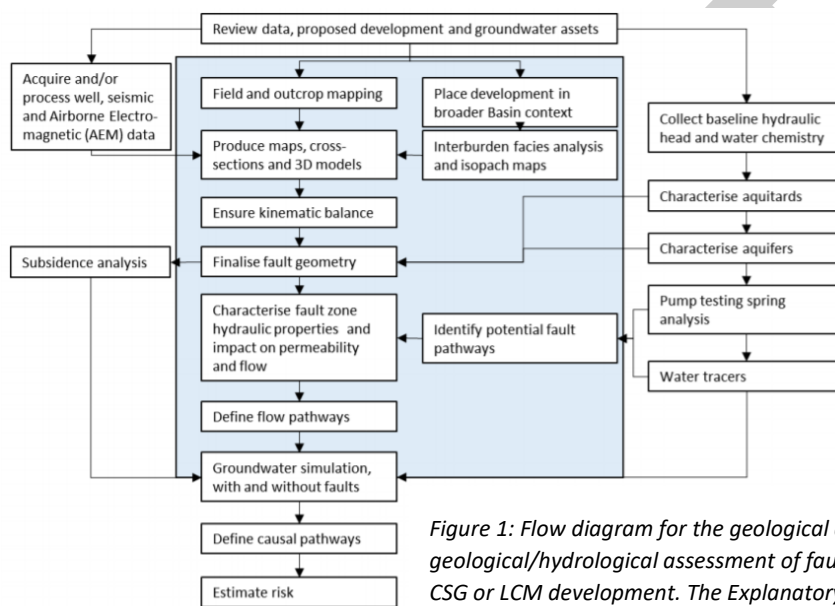 Review data, proposed development and groundwater assets
Acquire and/or
process well, seismic
and Airborne Electro-
magnetic (AEM) data
Field and outcrop mapping
Place development in
broader Basin context
Collect baseline hydraulic
head and water chemistry
Produce maps, cross-
sections and 3D models
Interburden facies analysis
and isopach maps
Ensure kinematic balance
Characterise aquitards
Subsidence analysis
Finalise fault geometry
Characterise aquifers
Characterise fault zone
hydraulic properties and
impact on permeability
and flow
Identify potential fault
pathways
Pump testing spring
analysis
Water tracers
Define flow pathways
Groundwater simulation,
with and without faults
Define causal pathways
Estimate risk
Figure 1: Flow diagram for the geological
geological/hydrological assessment of fau
CSG or LCM development. The Explanatory